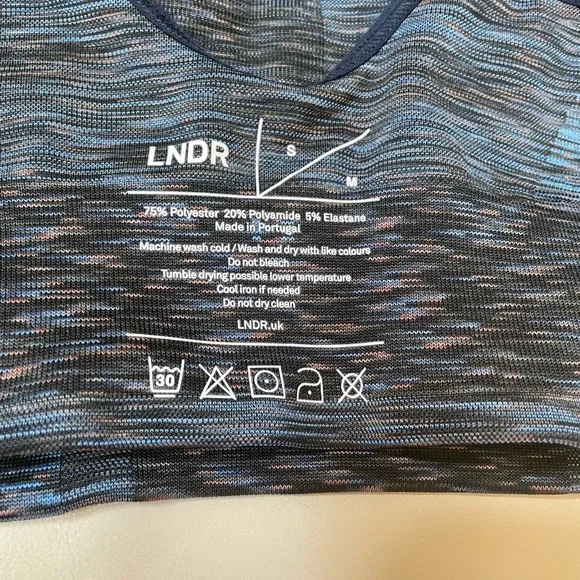 LNDR
S
M
75% Polyester 20% Polyamide 5% Elastane
Made in Portugal
Machine wash cold / Wash and dry with like colours
Do not bleach
Tumble drying possible lower temperature
Cool iron if needed
Do not dry clean
LNDR.uk
30